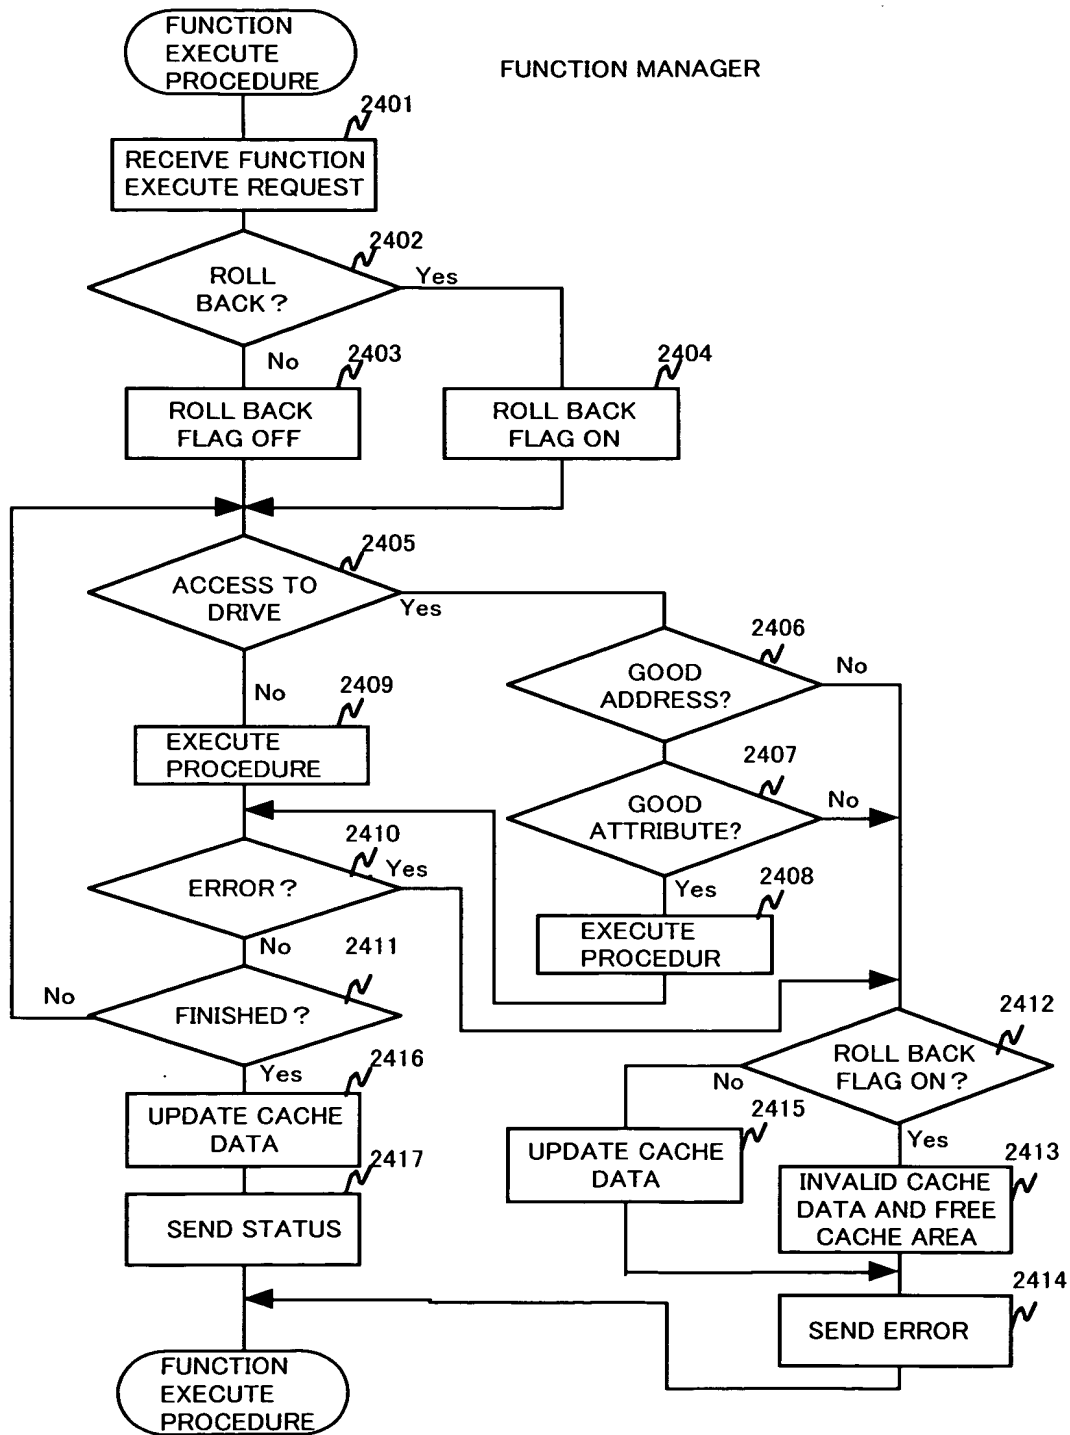 FUNCTION
EXECUTE
PROCEDURE
FUNCTION MANAGER
2401
RECEIVE FUNCTION
EXECUTE REQUEST
2402
ROLL
BACK?
Yes
No
2403
ROLL BACK
FLAG OFF
2404
ROLL BACK
FLAG ON
2405
ACCESS TO
DRIVE
Yes
No
2406
GOOD
ADDRESS?
No
2409
EXECUTE
PROCEDURE
2407
GOOD
ATTRIBUTE?
No
Yes
2410
ERROR?
Yes
No
2408
EXECUTE
PROCEDUR
2411
FINISHED?
No
Yes
2412
ROLL BACK
FLAG ON?
No
Yes
2416
UPDATE CACHE
DATA
2415
UPDATE CACHE
DATA
2413
INVALID CACHE
DATA AND FREE
CACHE AREA
2417
SEND STATUS
2414
SEND ERROR
FUNCTION
EXECUTE
PROCEDURE